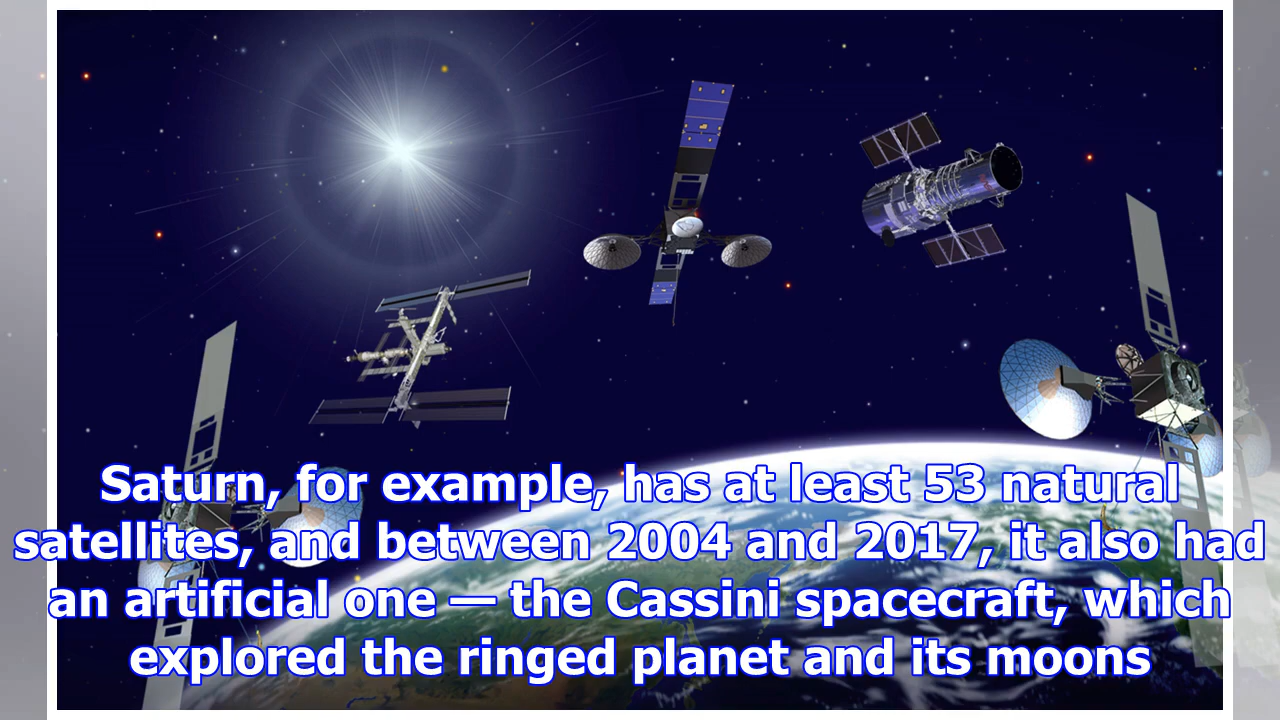 Saturn, for example, has at least 53 natural
satellites, and between 2004 and 2017, it also had
an artificial one — the Cassini spacecraft, which
explored the ringed planet and its moons